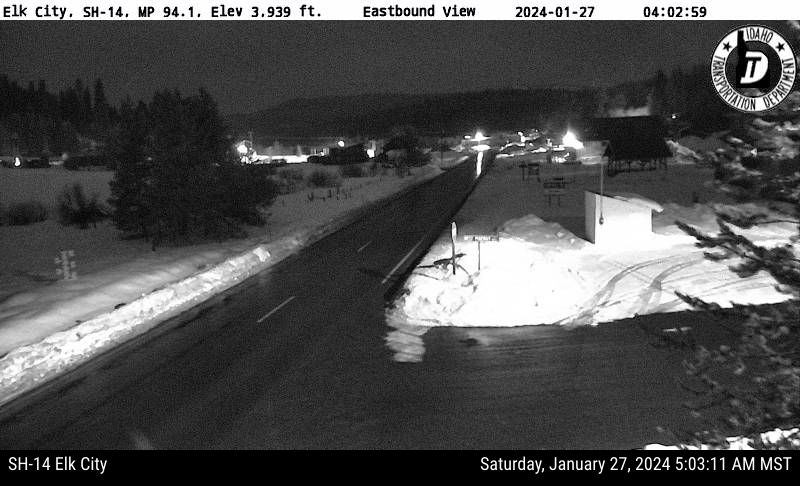 Elk City, SH-14, MP 94.1, Elev 3,939 ft. Eastbound View 2024-01-27 04:02:59
IDAHO
TRANSPORTATION DEPARTMENT
SH-14 Elk City Saturday, January 27, 2024 5:03:11 AM MST